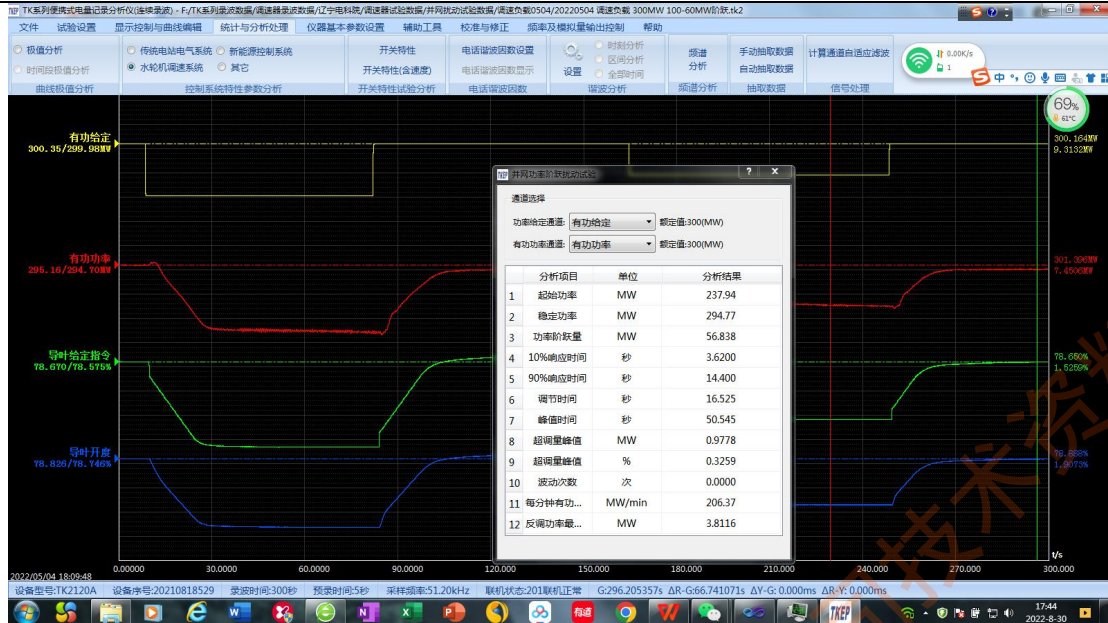 TK系列便携式电量记录分析仪(连续录波) - F:/TK系列录波数据/调速器录波数据/辽宁电科院/调速器试验数据/并网扰动试验数据/调速负载0504/20220504 调速负载 300MW 100-60MW阶跃.tk2
文件 试验设置 显示控制与曲线编辑 统计与分析处理 仪器基本参数设置 辅助工具 校准与修正 频率及模拟量输出控制 帮助
极值分析 传统电站电气系统 新能源控制系统 开关特性 电话谐波因数设置 时刻分析 频谱 手动抽取数据 计算通道自适应滤波
区间分析
时间段极值分析 水轮机调速系统 其它 开关特性(含速度) 电话谐波因数显示 设置 全部时间 分析 自动抽取数据
曲线极值分析 控制系统特性参数分析 开关特性试验分析 电话谐波因数 谐波分析 频谱分析 抽取数据 信号处理
0.00K/s
1
中
69%
61°C
有功给定
300.35/299.98MW
300.164MW
9.3132MW
有功功率
295.16/294.70MW
301.396MW
7.4506MW
导叶给定指令
78.670/78.575%
78.660%
1.5259%
导叶开度
78.826/78.746%
78.888%
1.9073%
并网功率阶跃扰动试验
通道选择
功率给定通道: 有功给定 额定值:300(MW)
有功功率通道: 有功功率 额定值:300(MW)
分析项目 单位 分析结果
1 起始功率 MW 237.94
2 稳定功率 MW 294.77
3 功率阶跃量 MW 56.838
4 10%响应时间 秒 3.6200
5 90%响应时间 秒 14.400
6 调节时间 秒 16.525
7 峰值时间 秒 50.545
8 超调量峰值 MW 0.9778
9 超调量峰值 % 0.3259
10 波动次数 次 0.0000
11 每分钟有功... MW/min 206.37
12 反调功率最... MW 3.8116
t/s
0.00000 30.0000 60.0000 90.0000 120.000 150.000 180.000 210.000 240.000 270.000 300.000
2022/05/04 18:09:48
设备型号:TK2120A 设备序号:20210818529 录波时间:300秒 预录时间:5秒 采样频率:51.20kHz 联机状态:201联机正常 G:296.205357s ΔR-G:66.741071s ΔY-G: 0.000ms ΔR-Y: 0.000ms
有道 TKEP
17:44
2022-8-30